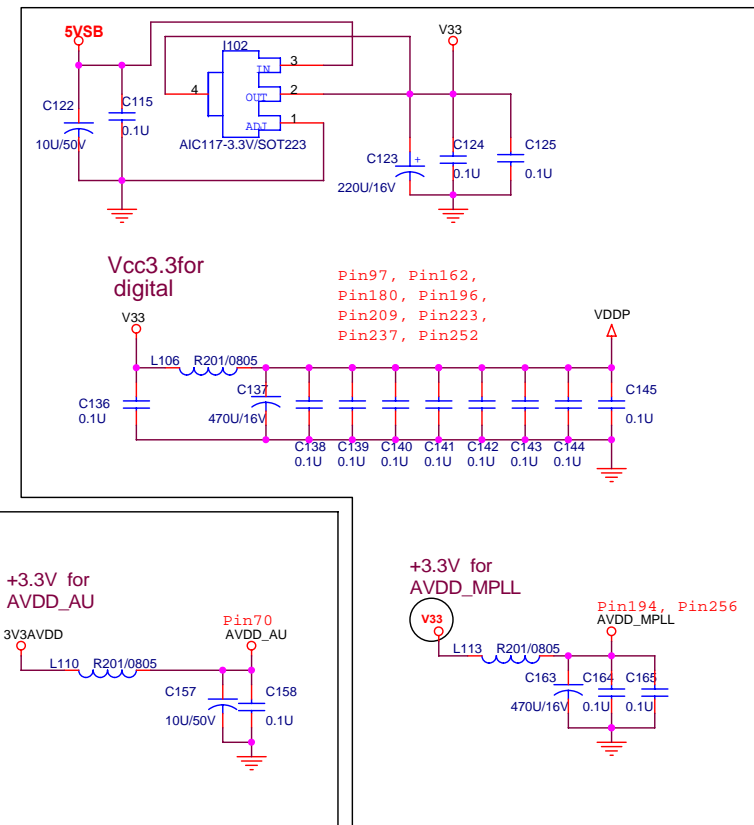 5VSB
I102
V33
3
IN
4
2
OUT
1
ADJ
C122
10U/50V
C115
0.1U
AIC117-3.3V/SOT223
C123
+
220U/16V
C124
0.1U
C125
0.1U
Vcc3.3for
digital
Pin97, Pin162,
Pin180, Pin196,
Pin209, Pin223,
Pin237, Pin252
V33
VDDP
L106 R201/0805
C136
0.1U
C137
470U/16V
C138 C139 C140 C141 C142 C143 C144
0.1U 0.1U 0.1U 0.1U 0.1U 0.1U 0.1U
C145
0.1U
+3.3V for
AVDD_AU
3V3AVDD
Pin70
AVDD_AU
L110 R201/0805
C157
10U/50V
C158
0.1U
+3.3V for
AVDD_MPLL
V33
Pin194, Pin256
AVDD_MPLL
L113 R201/0805
C163
470U/16V
C164
0.1U
C165
0.1U